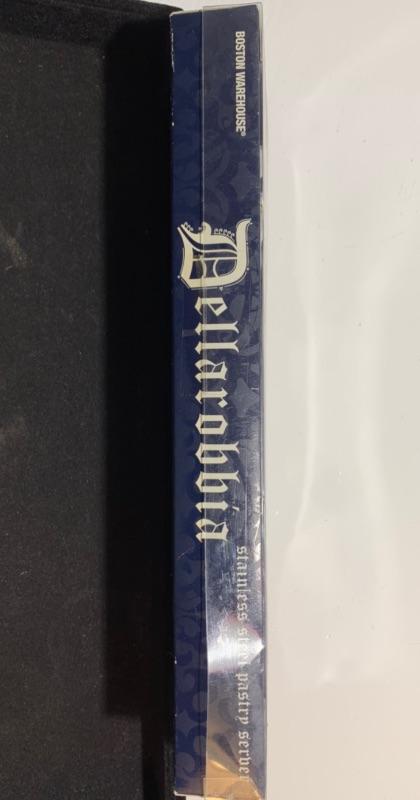 BOSTON WAREHOUSE®
Dellarobbia
stainless steel pastry server